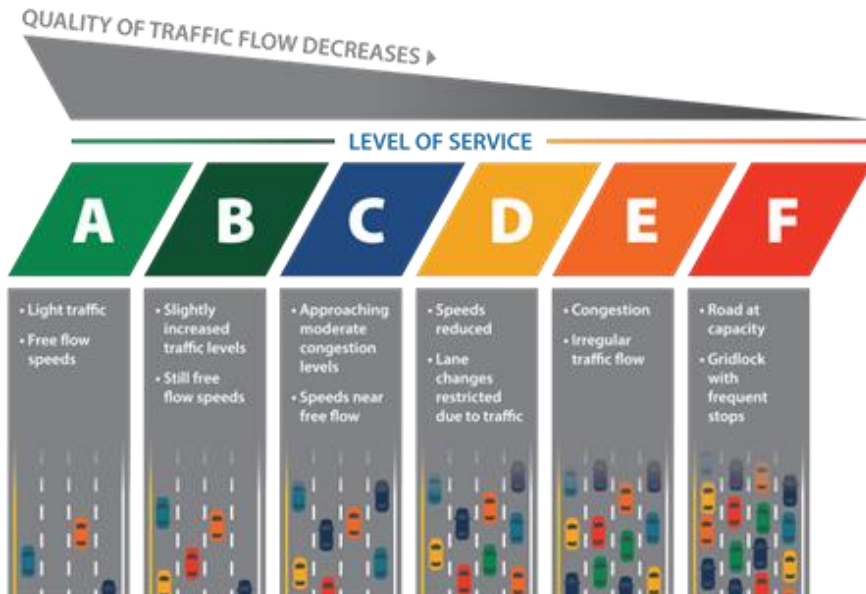 QUALITY OF TRAFFIC FLOW DECREASES
LEVEL OF SERVICE
A
B
C
D
E
F
• Light traffic
• Free flow
speeds
• Slightly
increased
traffic levels
• Still free
flow speeds
• Approaching
moderate
congestion
levels
• Speeds near
free flow
• Speeds
reduced
• Lane
changes
restricted
due to traffic
• Congestion
• Irregular
traffic flow
• Road at
capacity
• Gridlock
with
frequent
stops